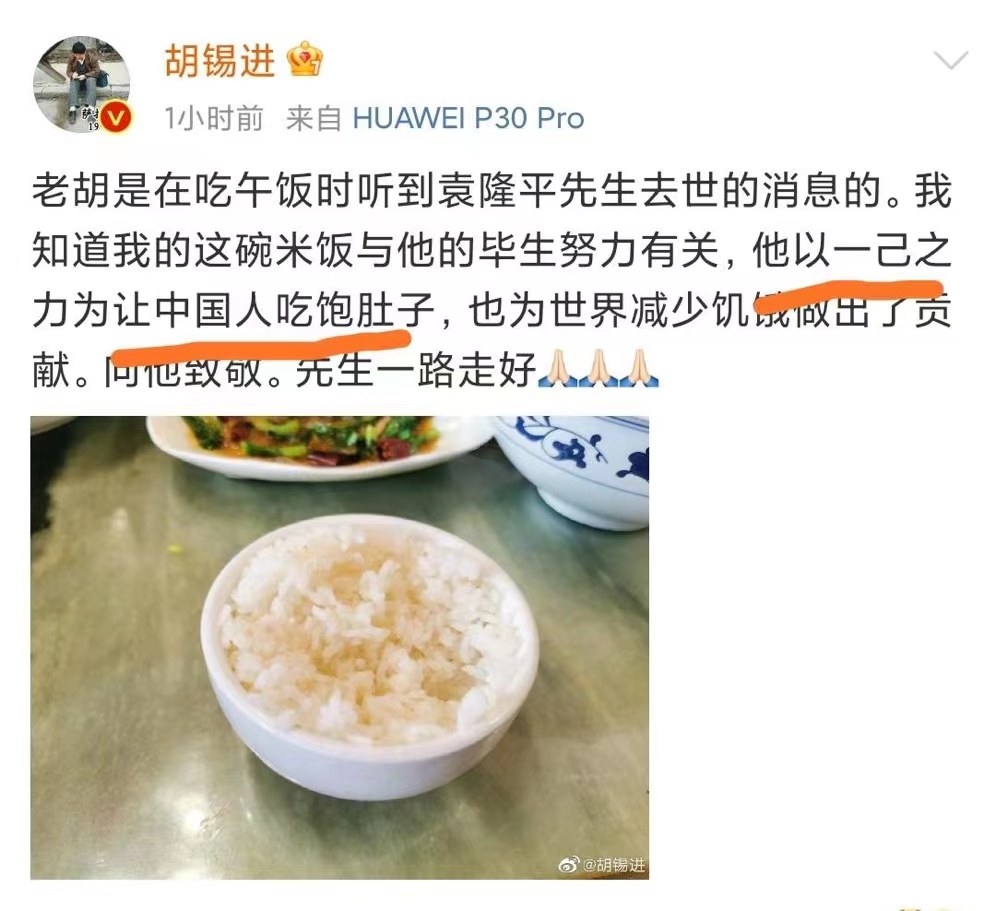 胡锡进
1小时前 来自 HUAWEI P30 Pro
老胡是在吃午饭时听到袁隆平先生去世的消息的。我
知道我的这碗米饭与他的毕生努力有关，他以一己之
力为让中国人吃饱肚子，也为世界减少饥饿做出了贡
献。向他致敬。先生一路走好🙏🏻🙏🏻🙏🏻
@胡锡进